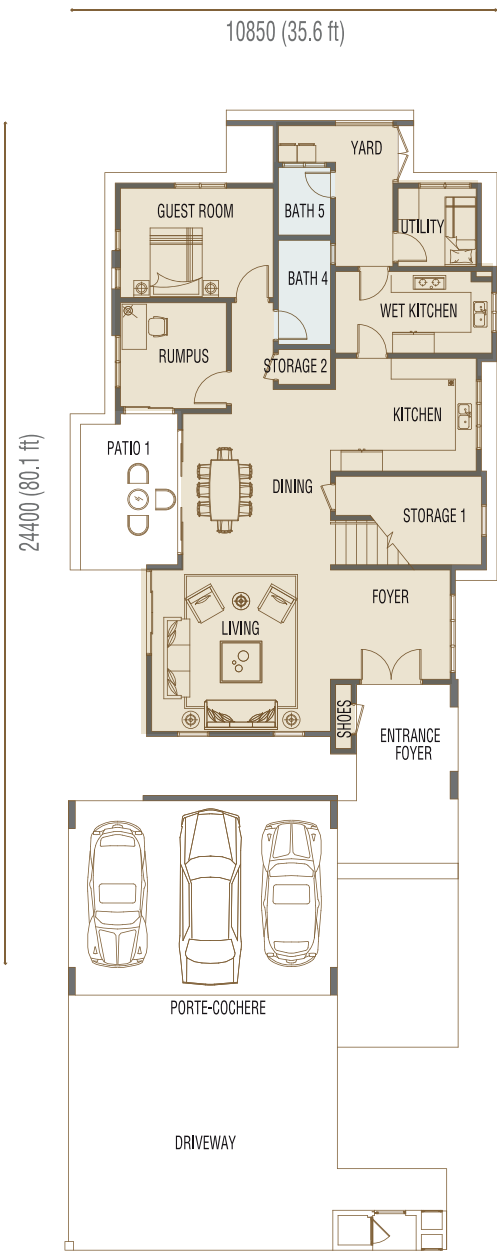 10850 (35.6 ft)
24400 (80.1 ft)
YARD
GUEST ROOM
BATH 5
UTILITY
BATH 4
WET KITCHEN
RUMPUS
STORAGE 2
KITCHEN
PATIO 1
DINING
STORAGE 1
FOYER
LIVING
SHOES
ENTRANCE
FOYER
PORTE-COCHERE
DRIVEWAY